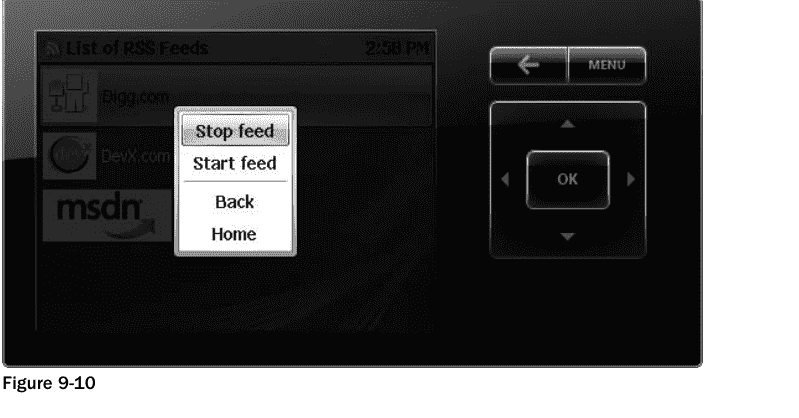 List of RSS Feeds 2:58 PM
Digg.com
DevX.com
msdn
Stop feed
Start feed
Back
Home
MENU
OK
Figure 9-10